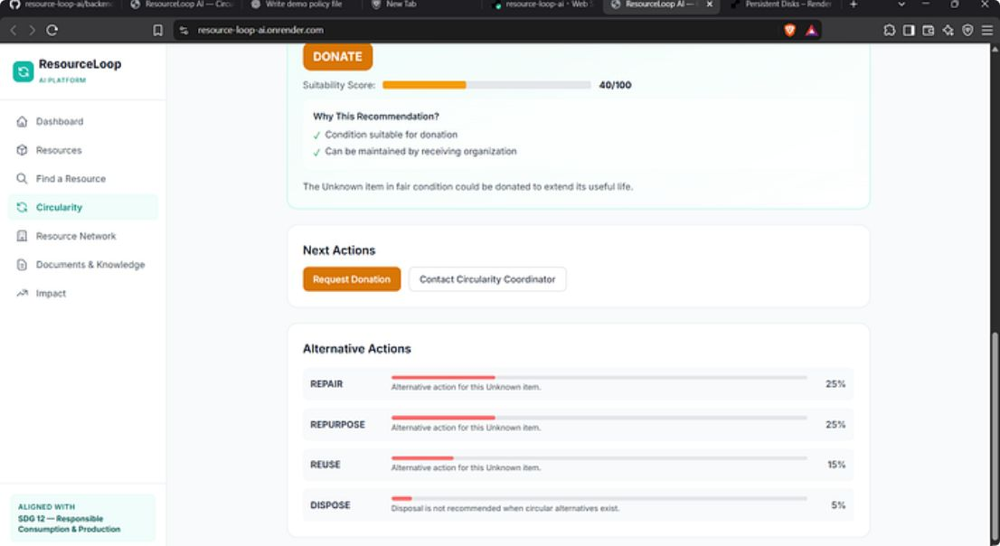 resource-loop-ai/backend
ResourceLoop AI — Circu
Write demo policy file
New Tab
resource-loop-ai • Web S
ResourceLoop AI —
Persistent Disks – Render
resource-loop-ai.onrender.com
ResourceLoop
AI PLATFORM
Dashboard
Resources
Find a Resource
Circularity
Resource Network
Documents & Knowledge
Impact
ALIGNED WITH
SDG 12 — Responsible
Consumption & Production
DONATE
Suitability Score: 40/100
Why This Recommendation?
✓ Condition suitable for donation
✓ Can be maintained by receiving organization
The Unknown item in fair condition could be donated to extend its useful life.
Next Actions
Request Donation
Contact Circularity Coordinator
Alternative Actions
REPAIR
Alternative action for this Unknown item.
25%
REPURPOSE
Alternative action for this Unknown item.
25%
REUSE
Alternative action for this Unknown item.
15%
DISPOSE
Disposal is not recommended when circular alternatives exist.
5%